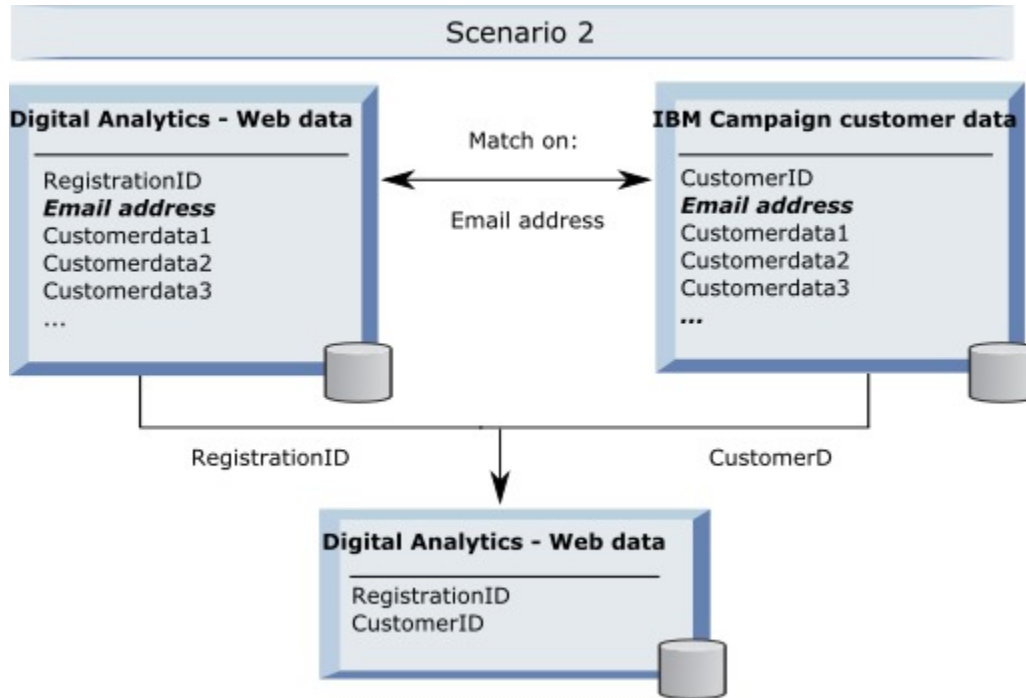 Scenario 2
Digital Analytics - Web data
RegistrationID
Email address
Customerdata1
Customerdata2
Customerdata3
...
Match on:
Email address
IBM Campaign customer data
CustomerID
Email address
Customerdata1
Customerdata2
Customerdata3
...
RegistrationID
CustomerD
Digital Analytics - Web data
RegistrationID
CustomerID